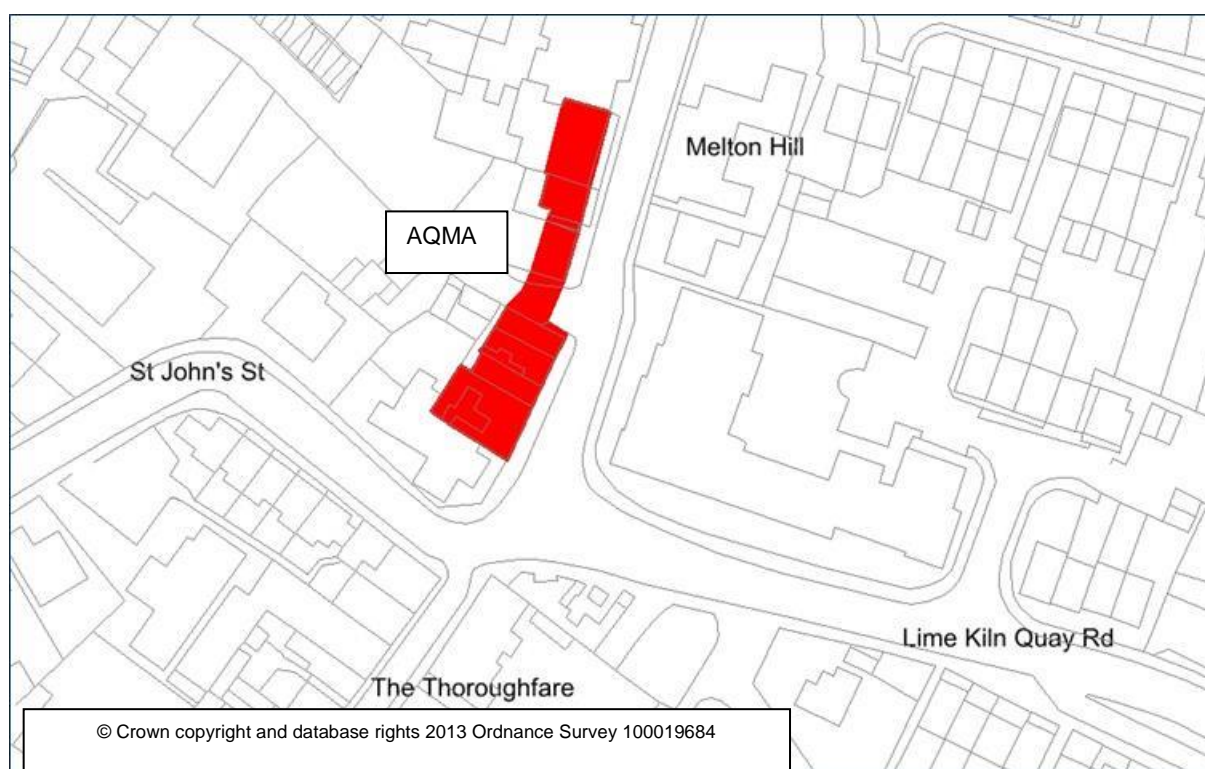 Melton Hill
AQMA
St John's St
Lime Kiln Quay Rd
The Thoroughfare
© Crown copyright and database rights 2013 Ordnance Survey 100019684